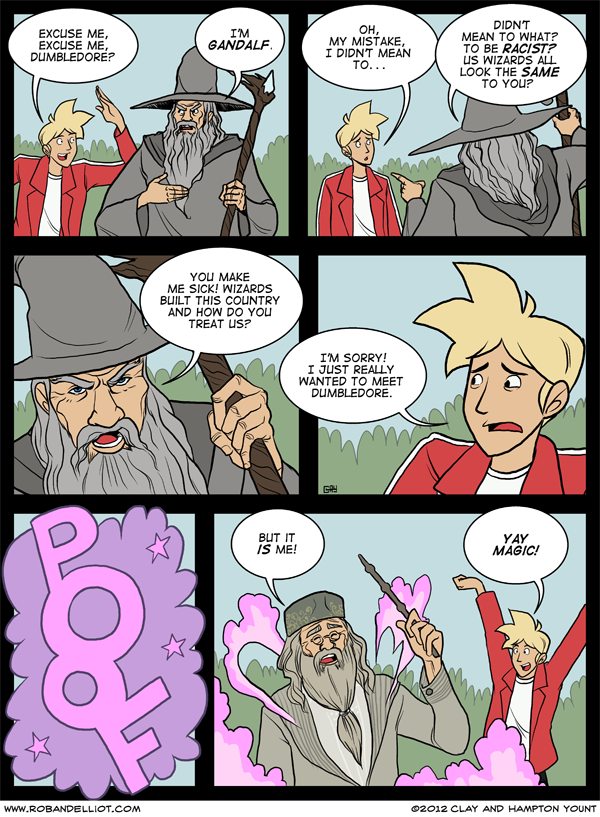 EXCUSE ME,
EXCUSE ME,
DUMBLEDORE?
I'M
GANDALF.
OH,
MY MISTAKE,
I DIDN'T MEAN
TO...
DIDN'T
MEAN TO WHAT?
TO BE RACIST?
US WIZARDS ALL
LOOK THE SAME
TO YOU?
YOU MAKE
ME SICK! WIZARDS
BUILT THIS COUNTRY
AND HOW DO YOU
TREAT US?
I'M SORRY!
I JUST REALLY
WANTED TO MEET
DUMBLEDORE.
POOF
BUT IT
IS ME!
YAY
MAGIC!
WWW.ROBANDELLIOT.COM
©2012 CLAY AND HAMPTON YOUNT